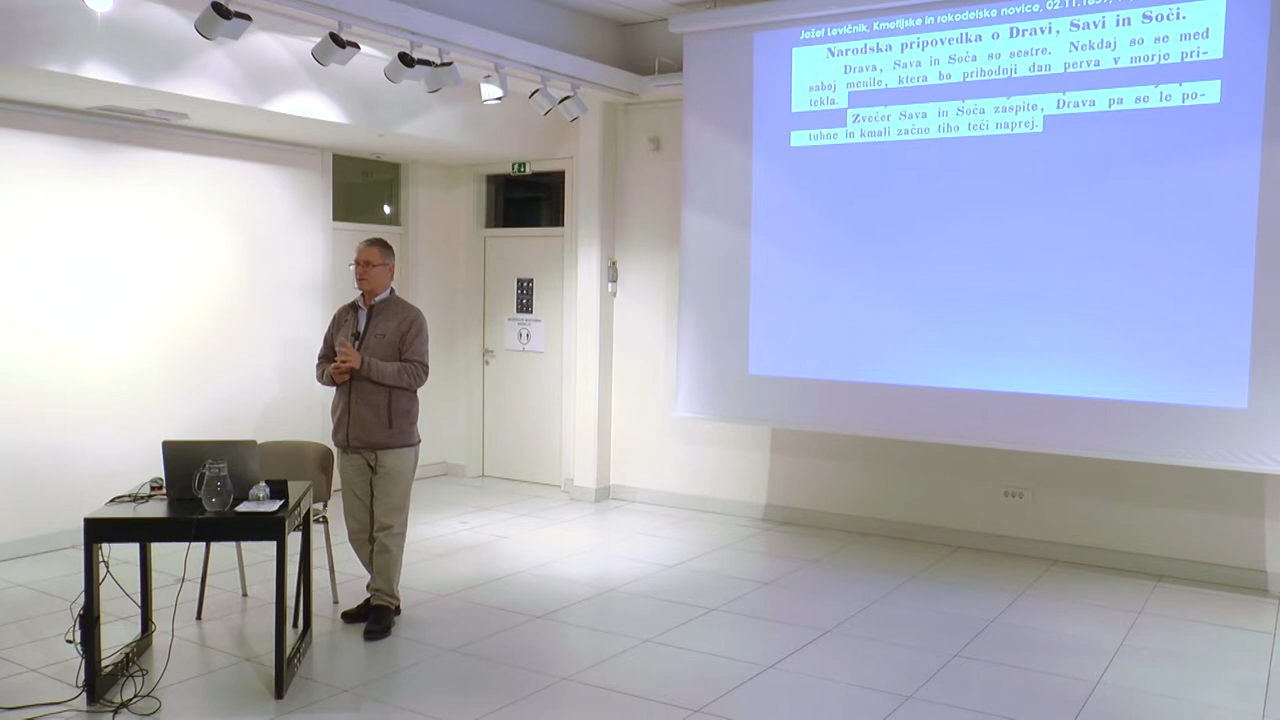 Jožef Levičnik, Kmetijske in rokodelske novice, 02.11.1859,
Narodska pripovedka o Dravi, Savi in Soči.
Drava, Sava in Soča so sestre. Nekdaj so se med
saboj menile, ktera bo prihodnji dan perva v morje pri-
tekla.
Zvečer Sava in Soča zaspite, Drava pa se le po-
tuhne in kmali začne tiho teči naprej.